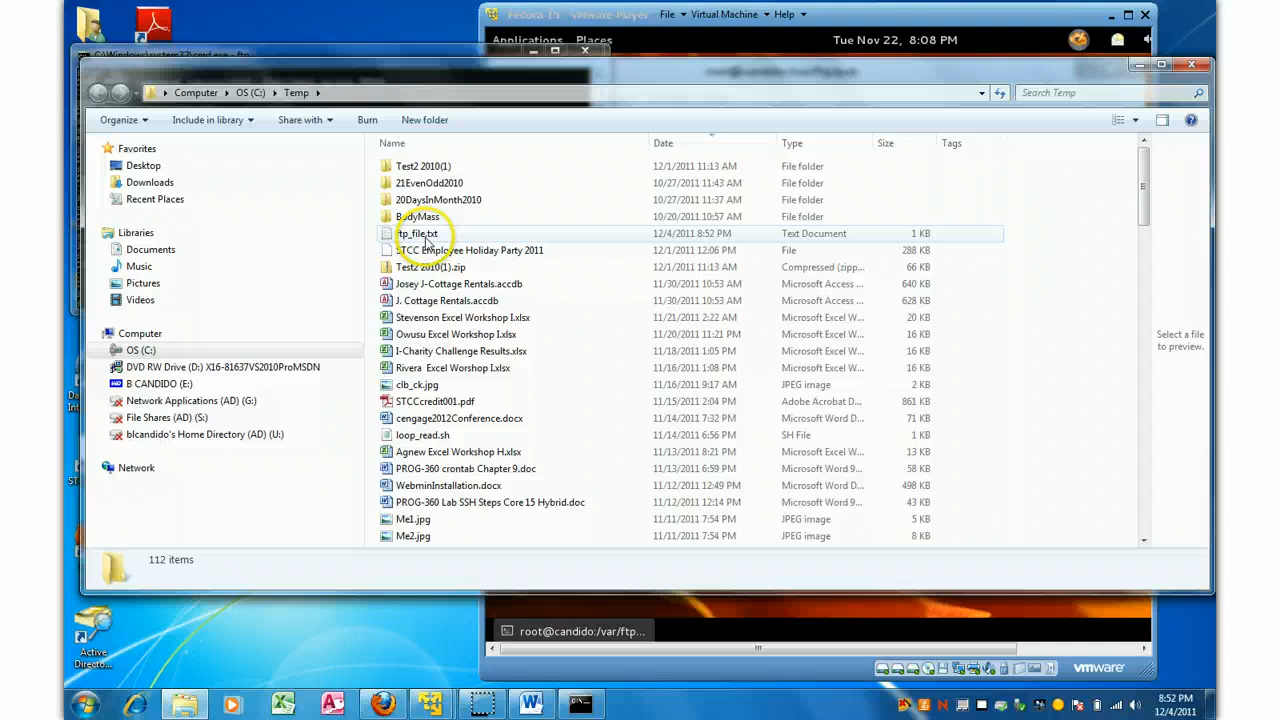 Fedora 15 - VMware Player File Virtual Machine Help
Applications Places Tue Nov 22, 8:08 PM
C:\Windows\system32\cmd.exe - ftp
Computer OS (C:) Temp
Search Temp
Organize Include in library Share with Burn New folder
Name Date Type Size Tags
Favorites
Desktop
Downloads
Recent Places
Libraries
Documents
Music
Pictures
Videos
Computer
OS (C:)
DVD RW Drive (D:) X16-81637VS2010ProMSDN
B CANDIDO (E:)
Network Applications (AD) (G:)
File Shares (AD) (S:)
blcandido's Home Directory (AD) (U:)
Network
Test2 2010(1) 12/1/2011 11:13 AM File folder
21EvenOdd2010 10/27/2011 11:43 AM File folder
20DaysInMonth2010 10/27/2011 11:40 AM File folder
BodyMass 10/20/2011 10:57 AM File folder
ftp_file.txt 12/4/2011 8:52 PM Text Document 1 KB
STCC Employee Holiday Party 2011 12/1/2011 12:06 PM File 288 KB
Test2 2010(1).zip 12/1/2011 11:13 AM Compressed (zipp... 66 KB
Josey J-Cottage Rentals.accdb 11/30/2011 10:53 AM Microsoft Access ... 640 KB
J. Cottage Rentals.accdb 11/30/2011 10:53 AM Microsoft Access ... 628 KB
Stevenson Excel Workshop I.xlsx 11/21/2011 2:22 AM Microsoft Excel W... 20 KB
Owusu Excel Workshop I.xlsx 11/20/2011 11:21 PM Microsoft Excel W... 16 KB
I-Charity Challenge Results.xlsx 11/18/2011 1:05 PM Microsoft Excel W... 16 KB
Rivera  Excel Worshop I.xlsx 11/16/2011 1:08 PM Microsoft Excel W... 16 KB
clb_ck.jpg 11/16/2011 9:17 AM JPEG image 2 KB
STCCcredit001.pdf 11/15/2011 2:04 PM Adobe Acrobat D... 861 KB
cengage2012Conference.docx 11/14/2011 7:32 PM Microsoft Word D... 71 KB
loop_read.sh 11/14/2011 6:56 PM SH File 1 KB
Agnew Excel Workshop H.xlsx 11/13/2011 8:21 PM Microsoft Excel W... 13 KB
PROG-360 crontab Chapter 9.doc 11/13/2011 6:59 PM Microsoft Word 9... 58 KB
WebminInstallation.docx 11/12/2011 12:49 PM Microsoft Word D... 498 KB
PROG-360 Lab SSH Steps Core 15 Hybrid.doc 11/12/2011 12:14 PM Microsoft Word 9... 43 KB
Me1.jpg 11/11/2011 7:54 PM JPEG image 5 KB
Me2.jpg 11/11/2011 7:54 PM JPEG image 8 KB
Select a file
to preview.
112 items
root@candido:/var/ftp...
vmware
Active
Directo...
8:52 PM
12/4/2011